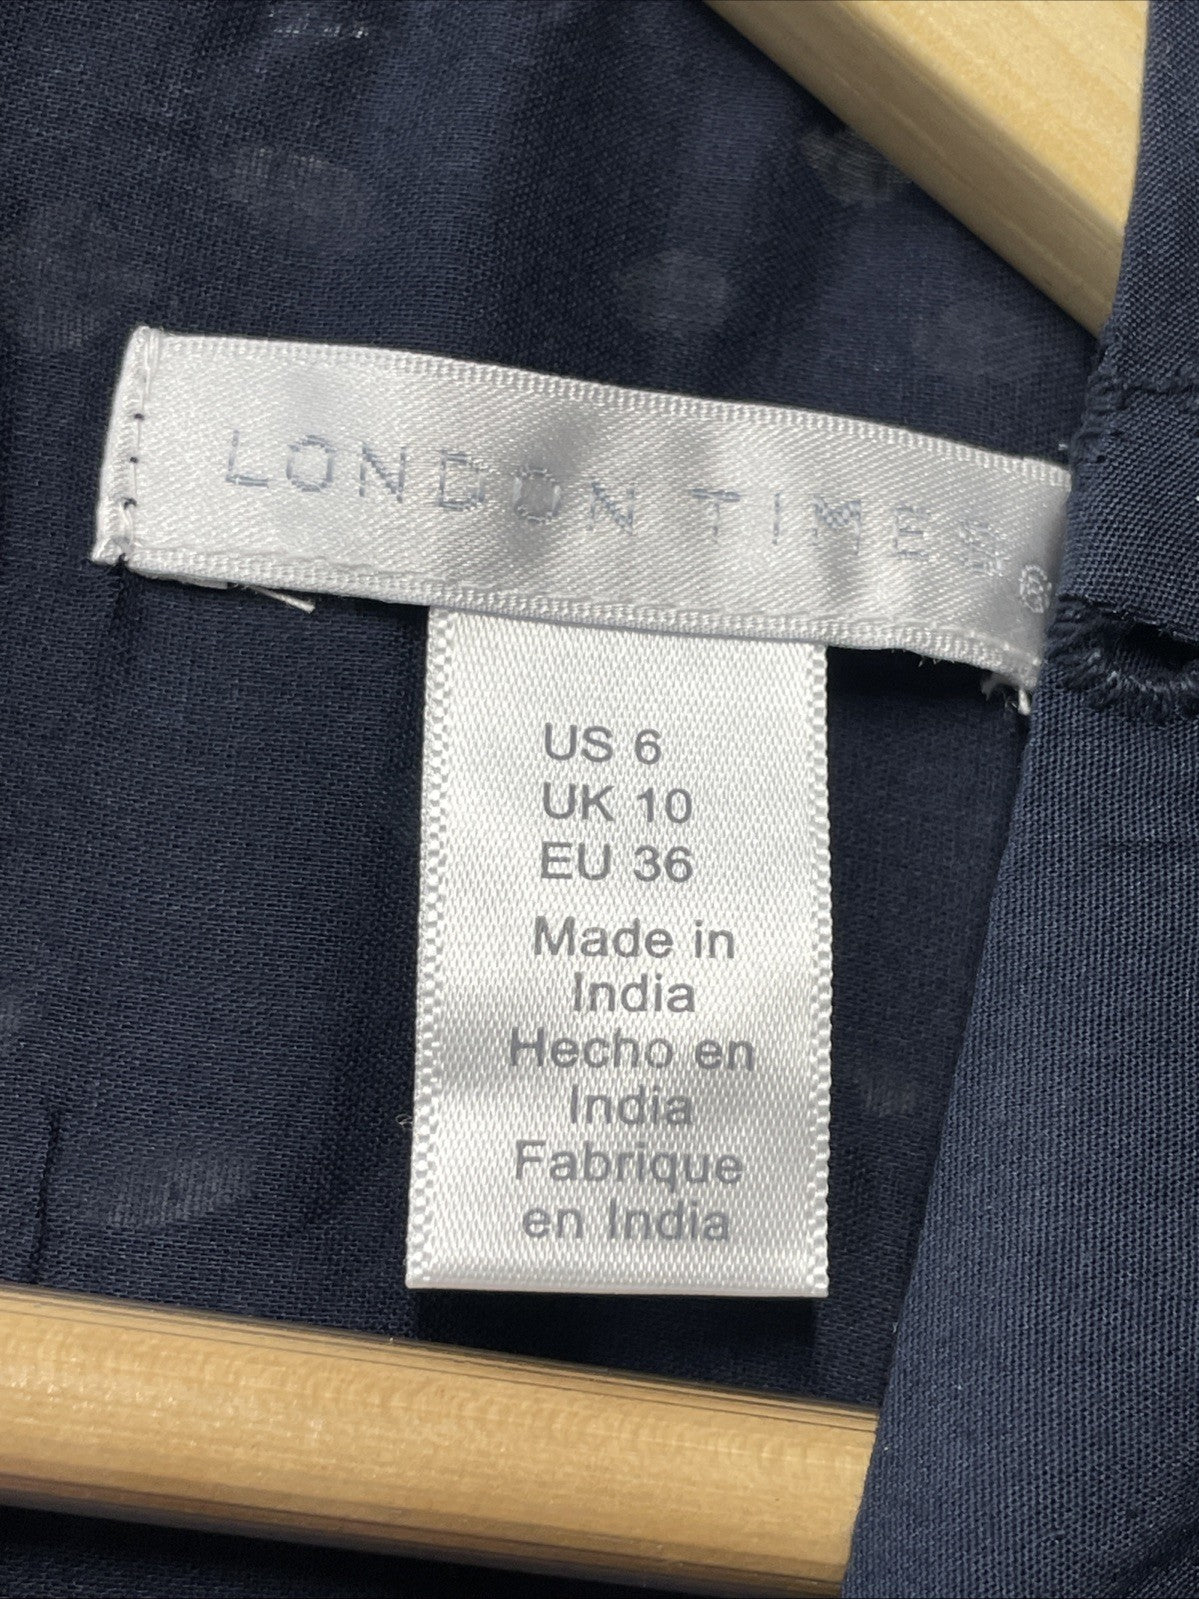 LONDON TIMES®
US 6
UK 10
EU 36
Made in
India
Hecho en
India
Fabrique
en India